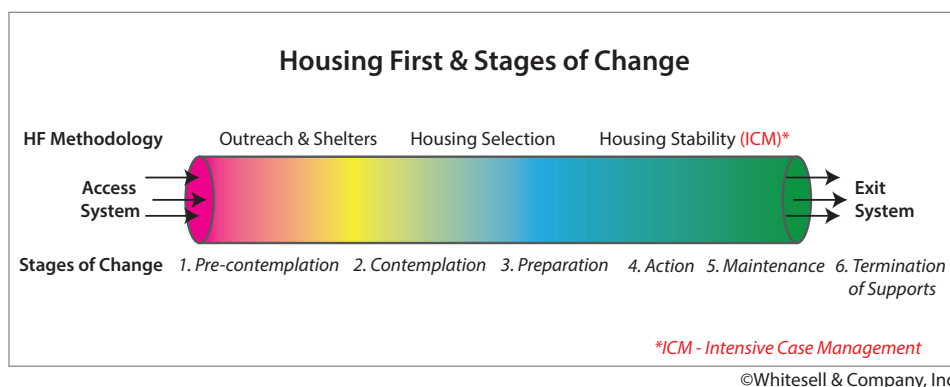 Housing First & Stages of Change
HF Methodology Outreach & Shelters Housing Selection Housing Stability (ICM)*
Access
System
Exit
System
Stages of Change 1. Pre-contemplation 2. Contemplation 3. Preparation 4. Action 5. Maintenance 6. Termination
of Supports
*ICM - Intensive Case Management
©Whitesell & Company, Inc